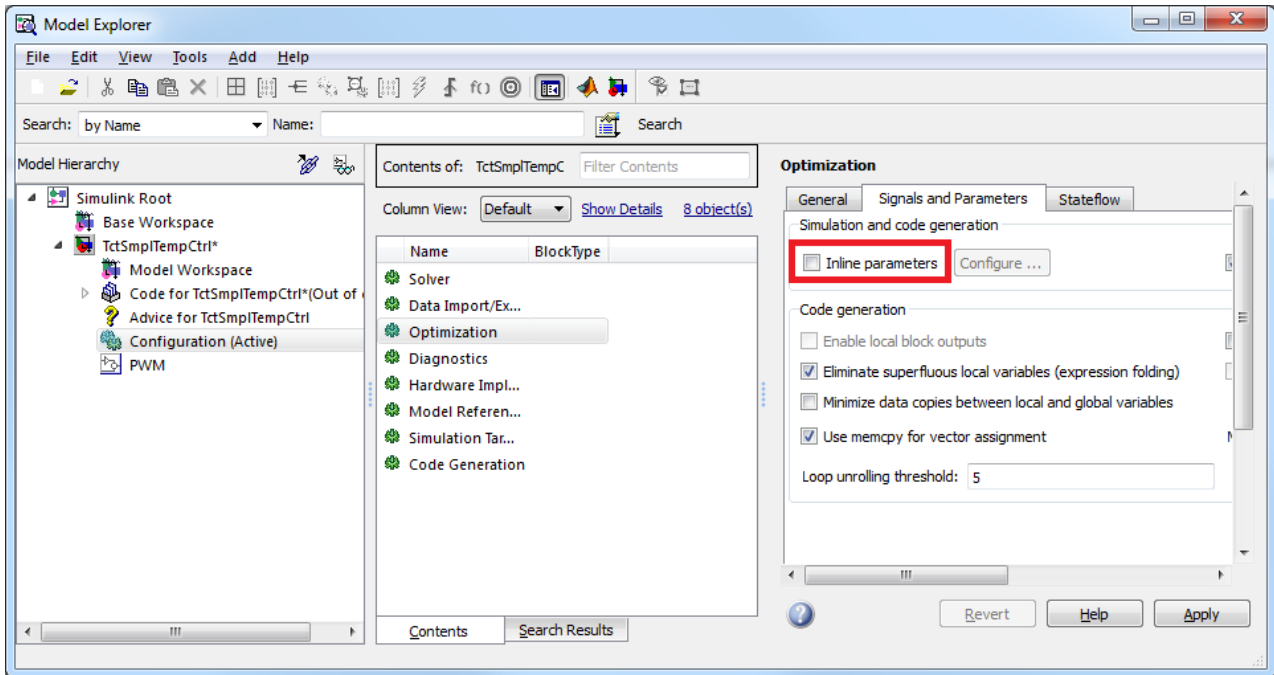 Model Explorer
File Edit View Tools Add Help
f()
Search: by Name Name: Search
Model Hierarchy
Simulink Root
Base Workspace
TctSmplTempCtrl*
Model Workspace
Code for TctSmplTempCtrl*(Out of
Advice for TctSmplTempCtrl
Configuration (Active)
PWM
Contents of: TctSmplTempC Filter Contents
Column View: Default Show Details 8 object(s)
Name BlockType
Solver
Data Import/Ex...
Optimization
Diagnostics
Hardware Impl...
Model Referen...
Simulation Tar...
Code Generation
Contents Search Results
Optimization
General Signals and Parameters Stateflow
Simulation and code generation
Inline parameters Configure ...
Code generation
Enable local block outputs
Eliminate superfluous local variables (expression folding)
Minimize data copies between local and global variables
Use memcpy for vector assignment
Loop unrolling threshold: 5
Revert Help Apply